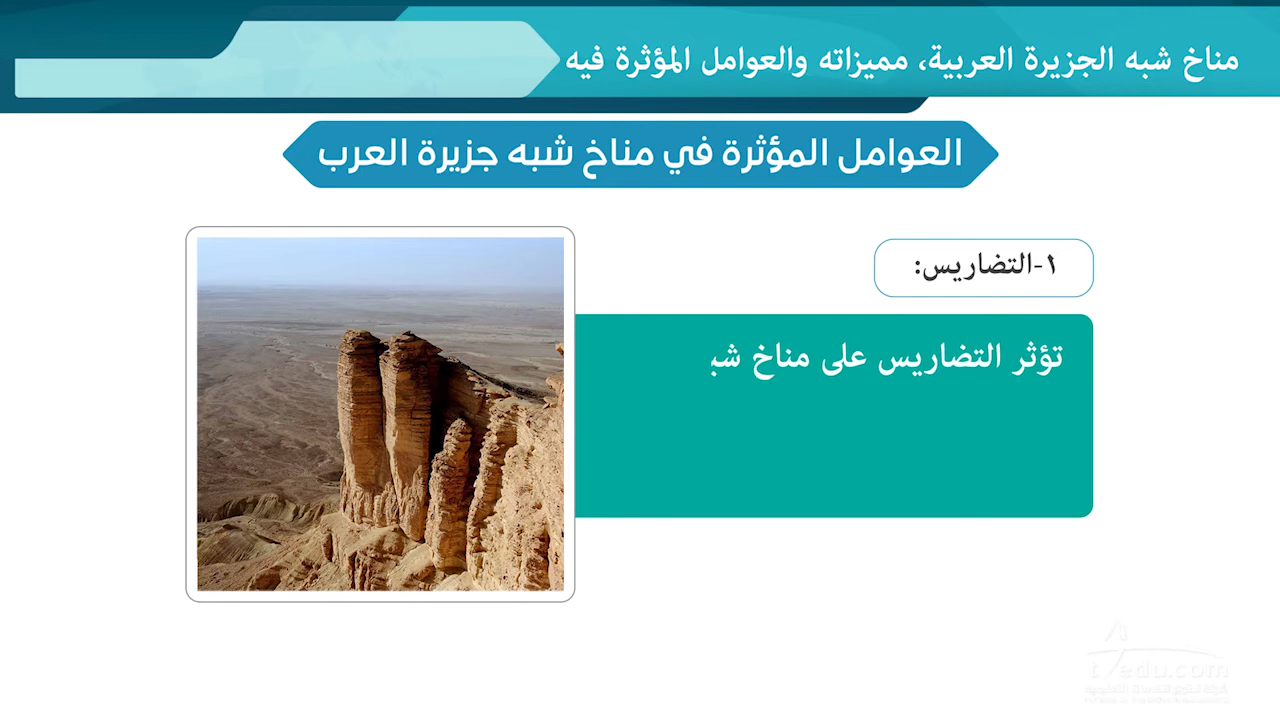 مناخ شبه الجزيرة العربية، مميزاته والعوامل المؤثرة فيه
العوامل المؤثرة في مناخ شبه جزيرة العرب
١-التضاريس:
تؤثر التضاريس على مناخ شب